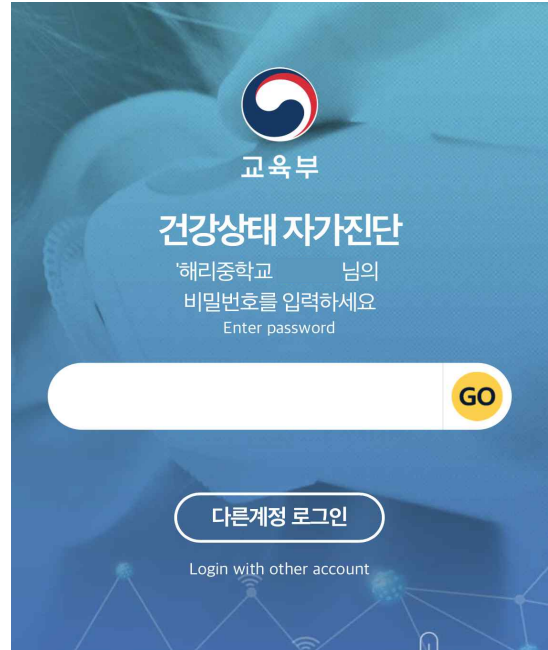 교육부
건강상태 자가진단
'해리중학교 님의
비밀번호를 입력하세요
Enter password
GO
다른계정 로그인
Login with other account